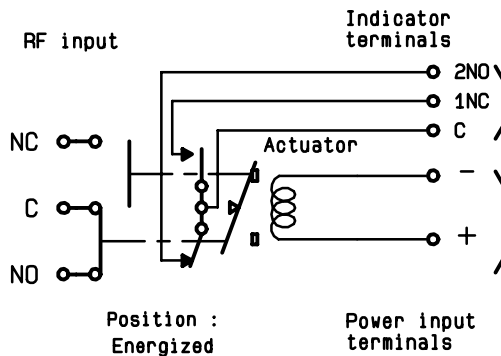 RF input
Indicator
terminals
2NO
1NC
C
Actuator
NC
C
NO
-
+
Position :
Energized
Power input
terminals